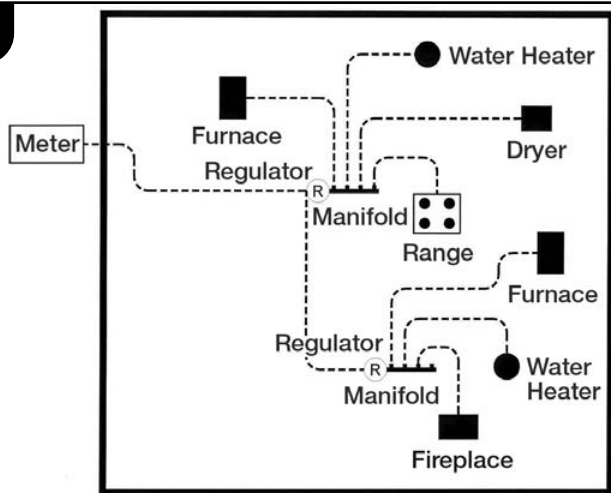 Water Heater
Furnace
Dryer
Meter
Regulator
R
Manifold
Range
Furnace
Regulator
R
Manifold
Water
Heater
Fireplace